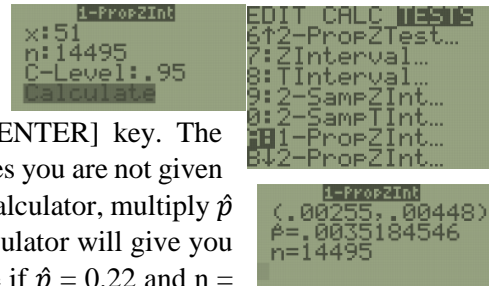 1-PropZInt
x:51
n:14495
C-Level:.95
Calculate
EDIT CALC TESTS
6↑2-PropZTest…
7:ZInterval…
8:TInterval…
9:2-SampZInt…
0:2-SampTInt…
A:1-PropZInt…
B↓2-PropZInt…
ENTER] key. The
es you are not given
alculator, multiply p̂
culator will give you
if p̂ = 0.22 and n =
1-PropZInt
(.00255,.00448)
p̂=.0035184546
n=14495